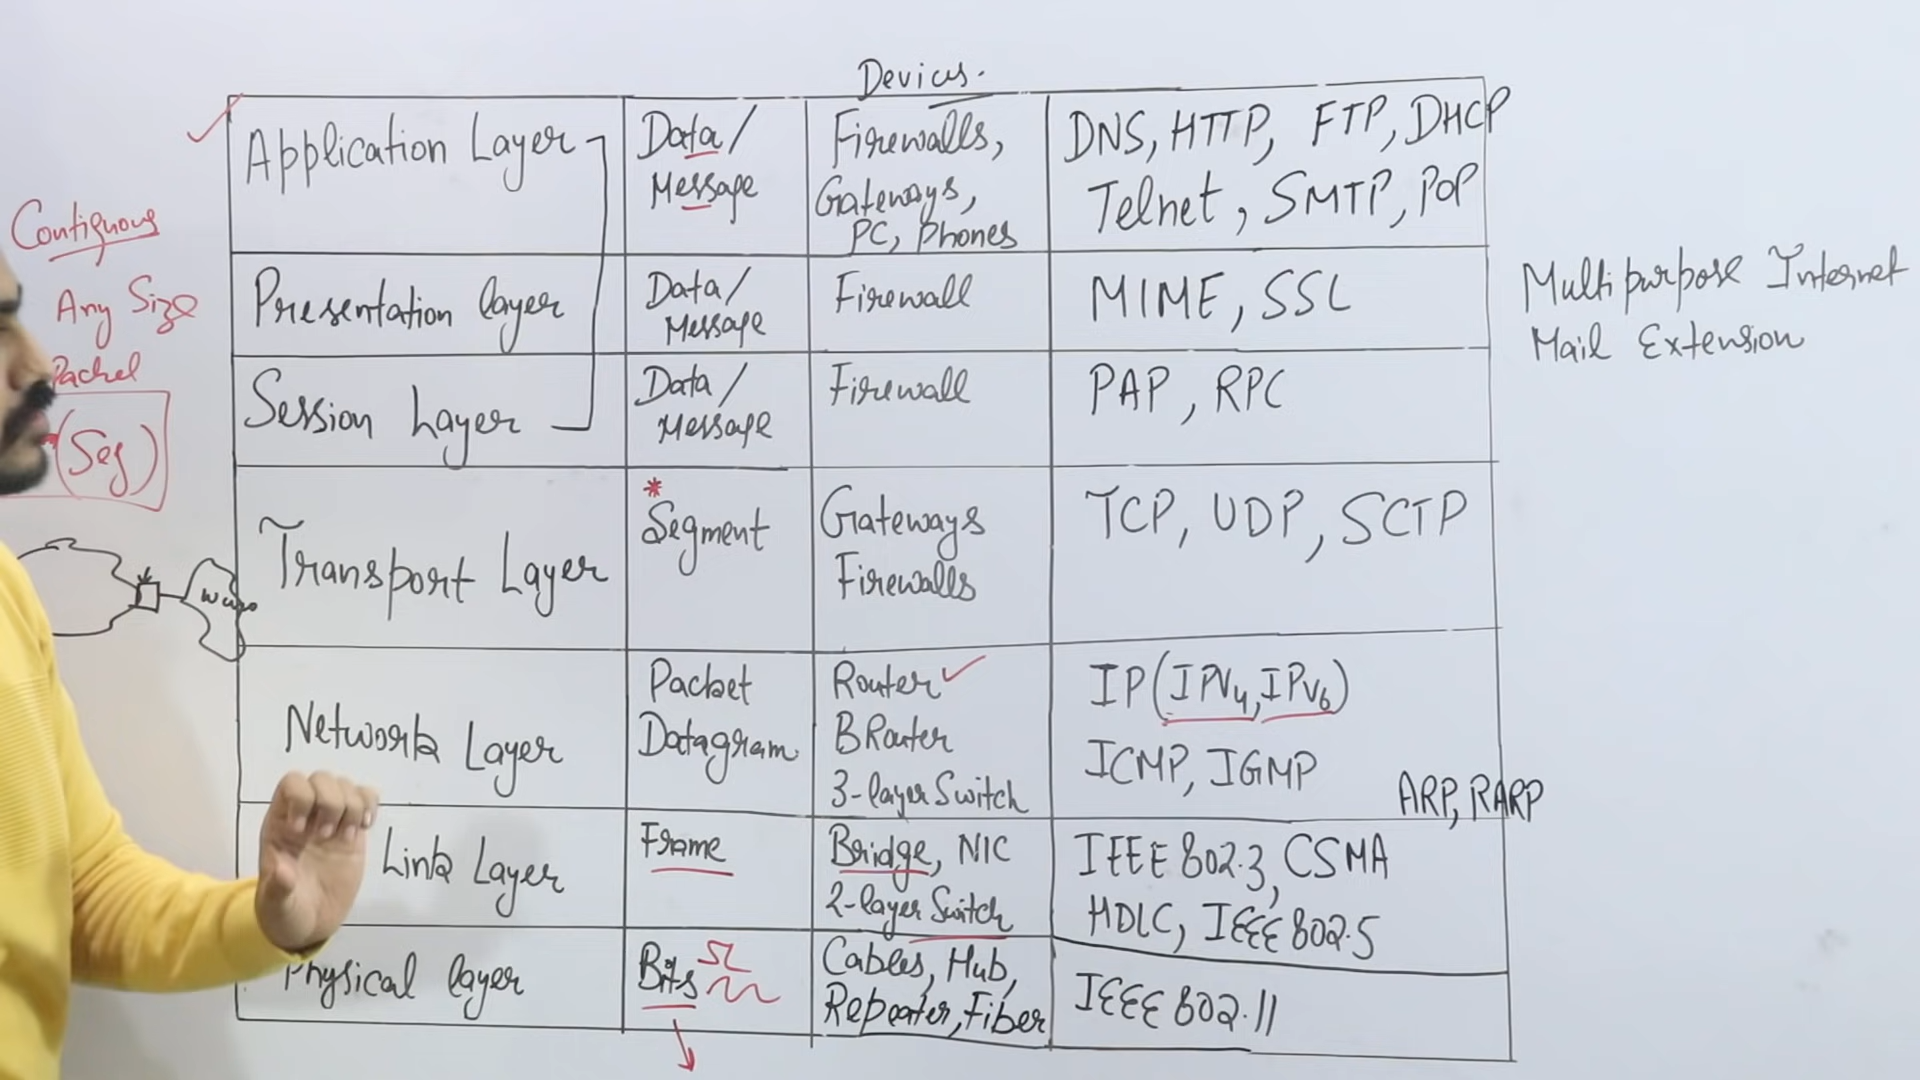 Devices.
Application Layer
Data/
Message
Firewalls,
Gateways,
PC, Phones
DNS, HTTP, FTP, DHCP
Telnet, SMTP, POP
Presentation layer
Data/
Message
Firewall
MIME, SSL
Session Layer
Data/
Message
Firewall
PAP, RPC
Transport Layer
*
Segment
Gateways
Firewalls
TCP, UDP, SCTP
Network Layer
Packet
Datagram
Router
BRouter
3-layer Switch
IP(IPV4, IPV6)
ICMP, IGMP
ARP, RARP
Link Layer
Frame
Bridge, NIC
2-layer Switch
IEEE 802.3, CSMA
HDLC, IEEE 802.5
Physical layer
Bits
Cables, Hub,
Repeater, Fiber
IEEE 802.11
Contiguous
Any Size
Packet
(Seg)
Multipurpose Internet
Mail Extension